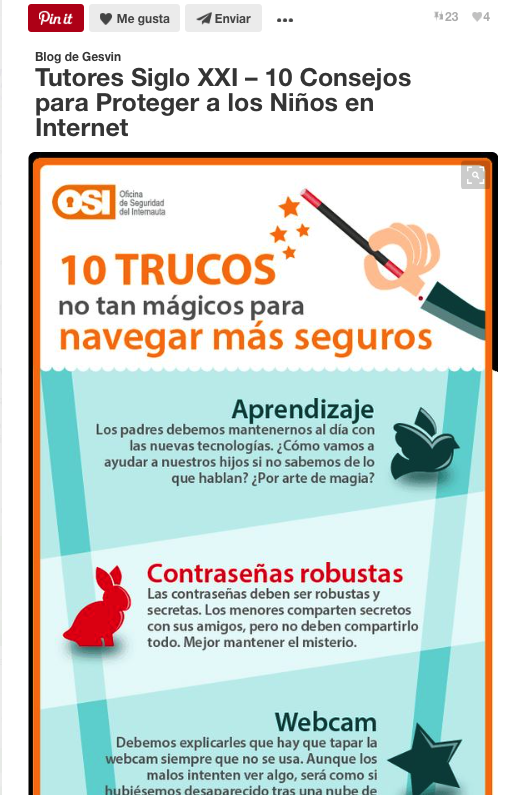 Pin it
Me gusta
Enviar
23
4
Blog de Gesvin
Tutores Siglo XXI – 10 Consejos
para Proteger a los Niños en
Internet
OSI
Oficina
de Seguridad
del Internauta
10 TRUCOS
no tan mágicos para
navegar más seguros
Aprendizaje
Los padres debemos mantenernos al día con
las nuevas tecnologías. ¿Cómo vamos a
ayudar a nuestros hijos si no sabemos de lo
que hablan? ¿Por arte de magia?
Contraseñas robustas
Las contraseñas deben ser robustas y
secretas. Los menores comparten secretos
con sus amigos, pero no deben compartirlo
todo. Mejor mantener el misterio.
Webcam
Debemos explicarles que hay que tapar la
webcam siempre que no se usa. Aunque los
malos intenten ver algo, será como si
hubiésemos desaparecido tras una nube de